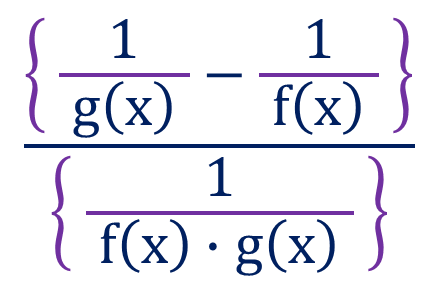 { 1/g(x) − 1/f(x) }
{ 1/f(x) · g(x) }